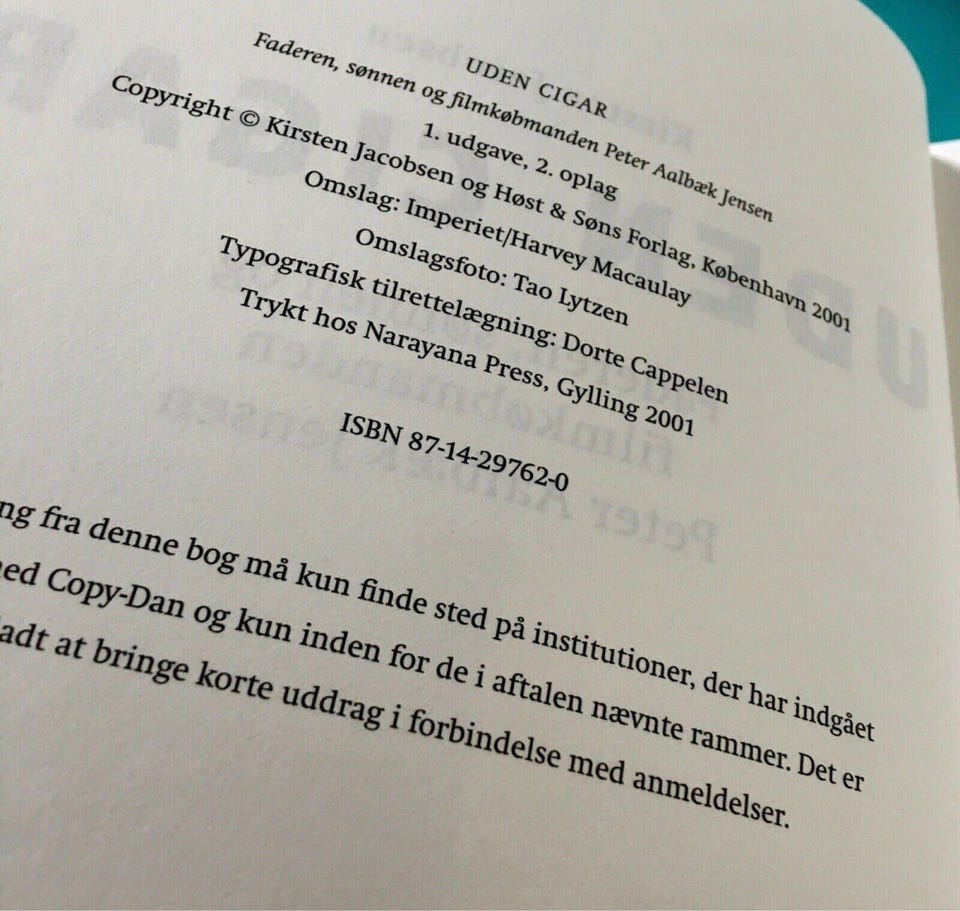 UDEN CIGAR
Faderen, sønnen og filmkøbmanden Peter Aalbæk Jensen
1. udgave, 2. oplag
Copyright © Kirsten Jacobsen og Høst & Søns Forlag, København 2001
Omslag: Imperiet/Harvey Macaulay
Omslagsfoto: Tao Lytzen
Typografisk tilrettelægning: Dorte Cappelen
Trykt hos Narayana Press, Gylling 2001
ISBN 87-14-29762-0
ng fra denne bog må kun finde sted på institutioner, der har indgået
ed Copy-Dan og kun inden for de i aftalen nævnte rammer. Det er
adt at bringe korte uddrag i forbindelse med anmeldelser.